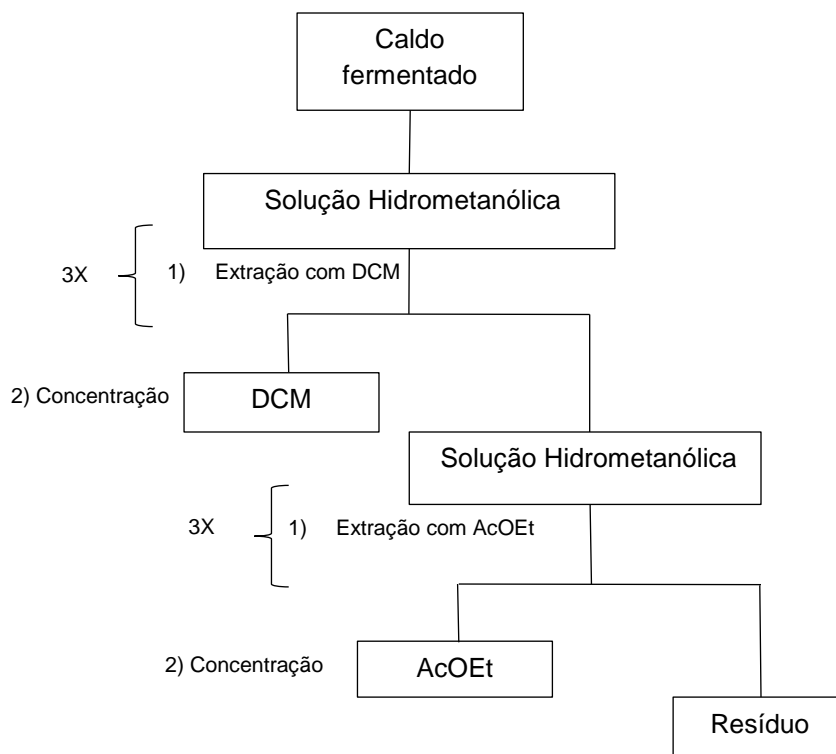 Caldo
fermentado
Solução Hidrometanólica
3X
1) Extração com DCM
2) Concentração
DCM
Solução Hidrometanólica
3X
1) Extração com AcOEt
2) Concentração
AcOEt
Resíduo